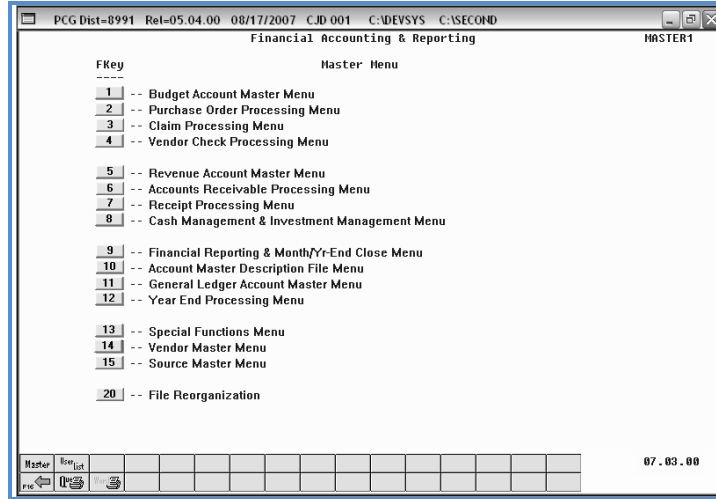 PCG Dist=8991 Rel=05.04.00 08/17/2007 CJD 001 C:\DEVSYS C:\SECOND
Financial Accounting & Reporting MASTER1
FKey Master Menu
----
1 -- Budget Account Master Menu
2 -- Purchase Order Processing Menu
3 -- Claim Processing Menu
4 -- Vendor Check Processing Menu
5 -- Revenue Account Master Menu
6 -- Accounts Receivable Processing Menu
7 -- Receipt Processing Menu
8 -- Cash Management & Investment Management Menu
9 -- Financial Reporting & Month/Yr-End Close Menu
10 -- Account Master Description File Menu
11 -- General Ledger Account Master Menu
12 -- Year End Processing Menu
13 -- Special Functions Menu
14 -- Vendor Master Menu
15 -- Source Master Menu
20 -- File Reorganization
Master User list 07.03.00
F16